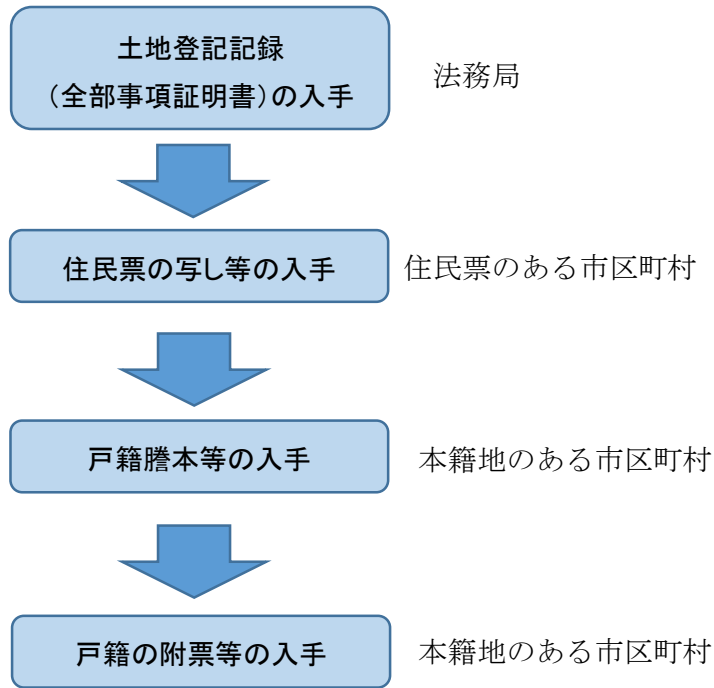 土地登記記録
(全部事項証明書)の入手
法務局
住民票の写し等の入手
住民票のある市区町村
戸籍謄本等の入手
本籍地のある市区町村
戸籍の附票等の入手
本籍地のある市区町村